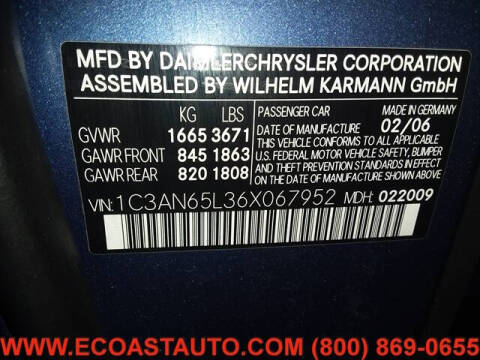 MFD BY DAIMLERCHRYSLER CORPORATION
ASSEMBLED BY WILHELM KARMANN GmbH
KG LBS PASSENGER CAR MADE IN GERMANY
GVWR 1665 3671 DATE OF MFR 02/06
GAWR FRONT 845 1863
GAWR REAR 820 1808
THIS VEHICLE CONFORMS TO ALL APPLICABLE
U.S. FEDERAL MOTOR VEHICLE, BUMPER,
AND THEFT PREVENTION STANDARDS IN
EFFECT ON THE DATE OF MANUFACTURE
SHOWN ABOVE.
VIN: 1C3AN65L36X067952 MDH: 022009
WWW.ECOASTAUTO.COM (800) 869-0655